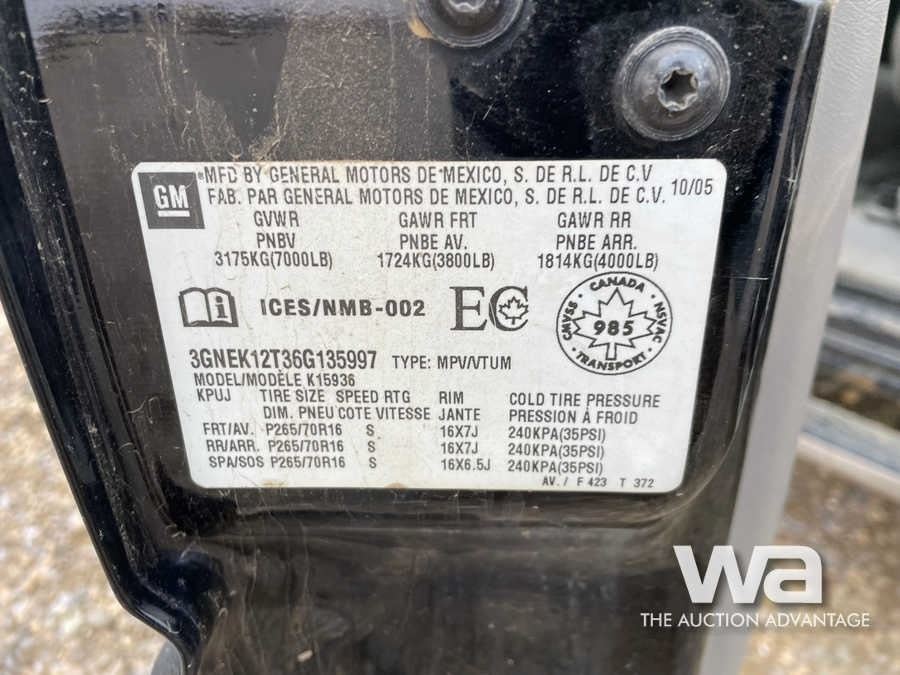 GM
MFD BY GENERAL MOTORS DE MEXICO, S. DE R.L. DE C.V
FAB. PAR GENERAL MOTORS DE MEXICO, S. DE R.L. DE C.V. 10/05
GVWR GAWR FRT GAWR RR
PNBV PNBE AV. PNBE ARR.
3175KG(7000LB) 1724KG(3800LB) 1814KG(4000LB)
i ICES/NMB-002 EC
CANADA
CMVSS 985 NSVAC
TRANSPORT
3GNEK12T36G135997 TYPE: MPV/VTUM
MODEL/MODÈLE K15936
KPUJ TIRE SIZE SPEED RTG RIM COLD TIRE PRESSURE
DIM. PNEU COTE VITESSE JANTE PRESSION À FROID
FRT/AV. P265/70R16 S 16X7J 240KPA(35PSI)
RR/ARR. P265/70R16 S 16X7J 240KPA(35PSI)
SPA/SOS P265/70R16 S 16X6.5J 240KPA(35PSI)
AV./ F 423 T 372
wa
THE AUCTION ADVANTAGE